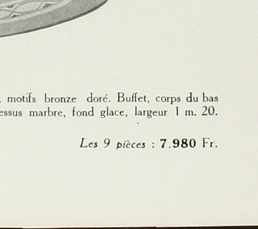 , motifs bronze doré. Buffet, corps du bas
essus marbre, fond glace, largeur 1 m. 20.
Les 9 pièces : 7.980 Fr.